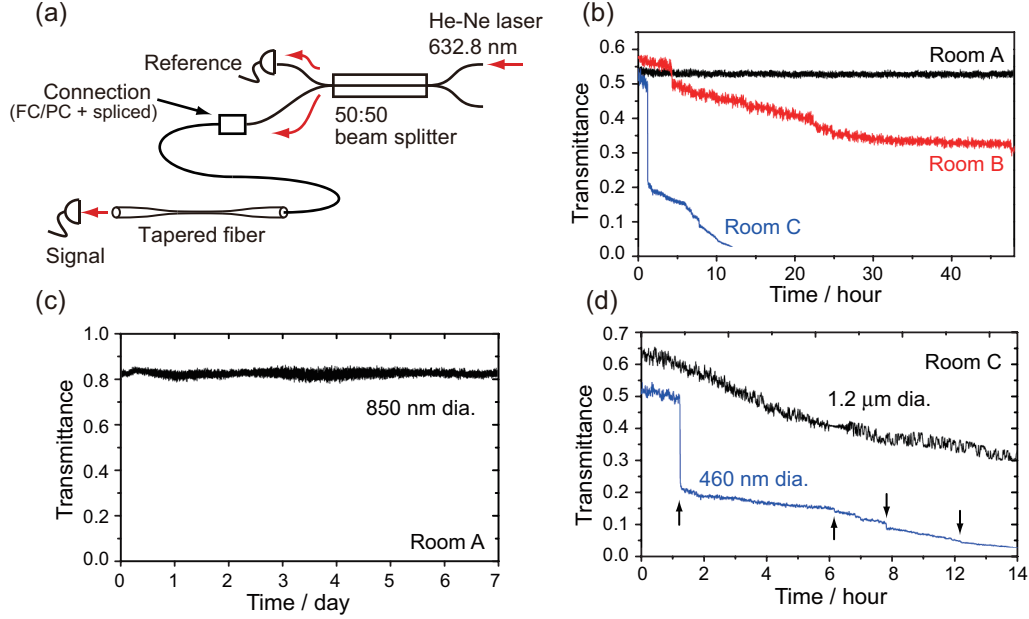 (a)
He-Ne laser
632.8 nm
Reference
Connection
(FC/PC + spliced)
50:50
beam splitter
Tapered fiber
Signal
(b)
Transmittance
0.6
0.5
0.4
0.3
0.2
0.1
0.0
Room A
Room B
Room C
0 10 20 30 40
Time / hour
(c)
Transmittance
1.0
0.8
0.6
0.4
0.2
0.0
850 nm dia.
Room A
0 1 2 3 4 5 6 7
Time / day
(d)
Transmittance
0.7
0.6
0.5
0.4
0.3
0.2
0.1
0.0
Room C
1.2 μm dia.
460 nm dia.
0 2 4 6 8 10 12 14
Time / hour